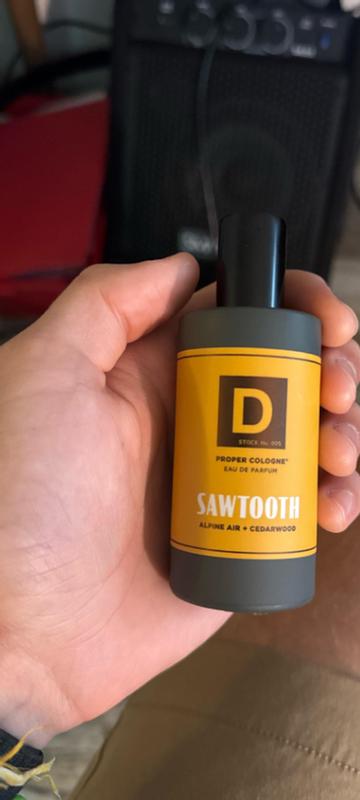 D
STOCK No. 005
PROPER COLOGNE®
EAU DE PARFUM
SAWTOOTH
ALPINE AIR + CEDARWOOD